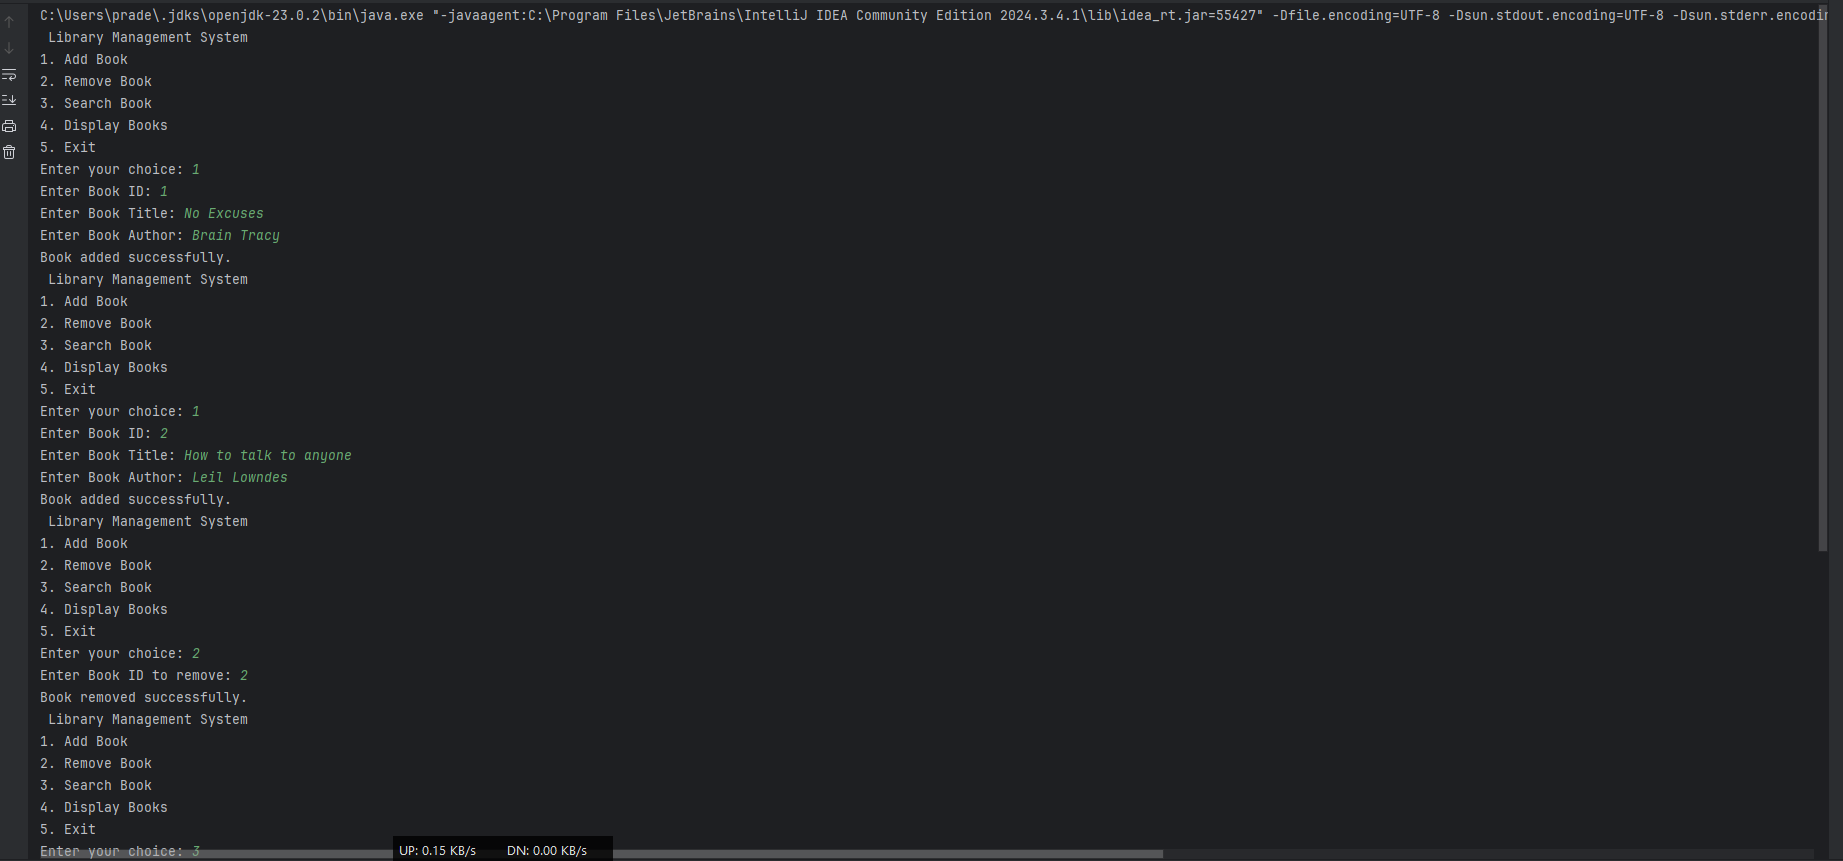 C:\Users\prade\.jdks\openjdk-23.0.2\bin\java.exe "-javaagent:C:\Program Files\JetBrains\IntelliJ IDEA Community Edition 2024.3.4.1\lib\idea_rt.jar=55427" -Dfile.encoding=UTF-8 -Dsun.stdout.encoding=UTF-8 -Dsun.stderr.encodin
Library Management System
1. Add Book
2. Remove Book
3. Search Book
4. Display Books
5. Exit
Enter your choice: 1
Enter Book ID: 1
Enter Book Title: No Excuses
Enter Book Author: Brain Tracy
Book added successfully.
Library Management System
1. Add Book
2. Remove Book
3. Search Book
4. Display Books
5. Exit
Enter your choice: 1
Enter Book ID: 2
Enter Book Title: How to talk to anyone
Enter Book Author: Leil Lowndes
Book added successfully.
Library Management System
1. Add Book
2. Remove Book
3. Search Book
4. Display Books
5. Exit
Enter your choice: 2
Enter Book ID to remove: 2
Book removed successfully.
Library Management System
1. Add Book
2. Remove Book
3. Search Book
4. Display Books
5. Exit
Enter your choice: 3
UP: 0.15 KB/s DN: 0.00 KB/s